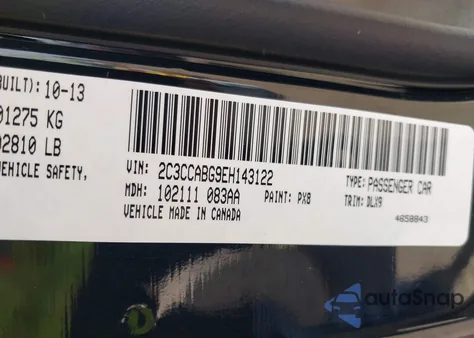 BUILT): 10-13
01275 KG
02810 LB
VEHICLE SAFETY,
VIN: 2C3CCABG9EH143122
TYPE: PASSENGER CAR
MDH: 102111 083AA
PAINT: PX8
TRIM: DLX9
VEHICLE MADE IN CANADA
4658843
autoSnap